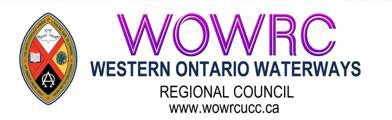 WOWRC
WESTERN ONTARIO WATERWAYS
REGIONAL COUNCIL
www.wowrcucc.ca